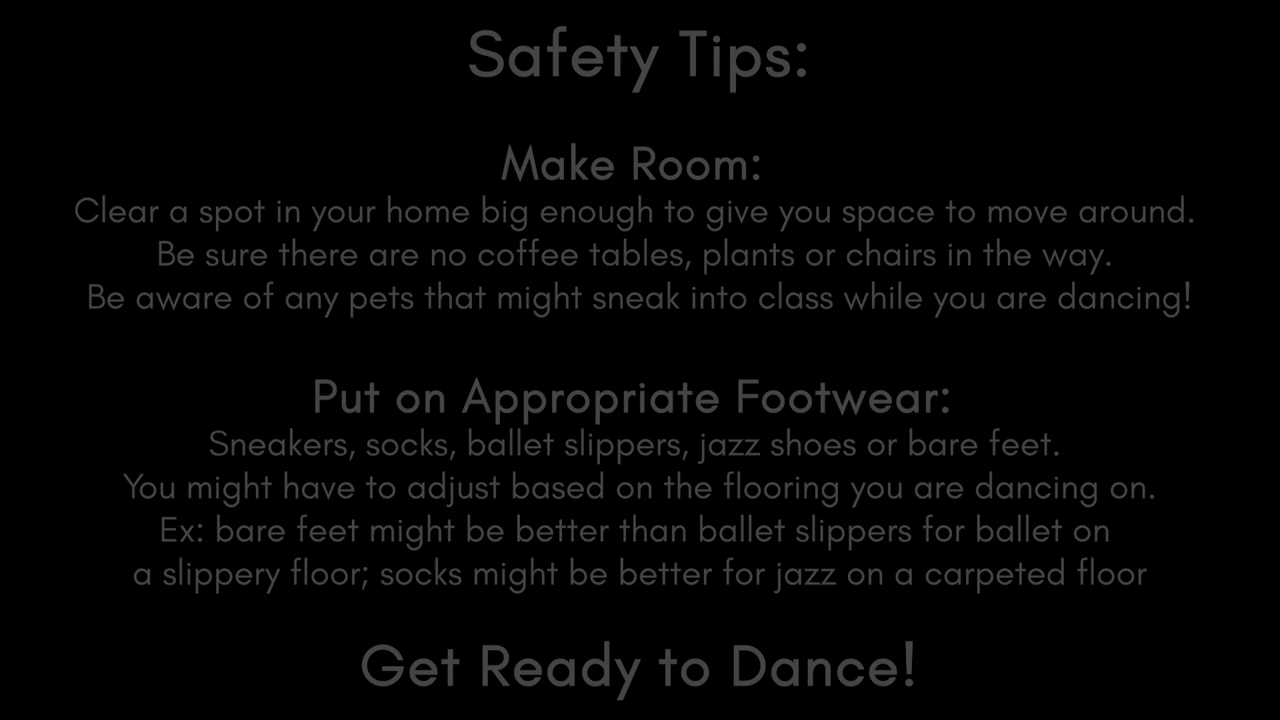 Safety Tips:
Make Room:
Clear a spot in your home big enough to give you space to move around.
Be sure there are no coffee tables, plants or chairs in the way.
Be aware of any pets that might sneak into class while you are dancing!
Put on Appropriate Footwear:
Sneakers, socks, ballet slippers, jazz shoes or bare feet.
You might have to adjust based on the flooring you are dancing on.
Ex: bare feet might be better than ballet slippers for ballet on
a slippery floor; socks might be better for jazz on a carpeted floor
Get Ready to Dance!